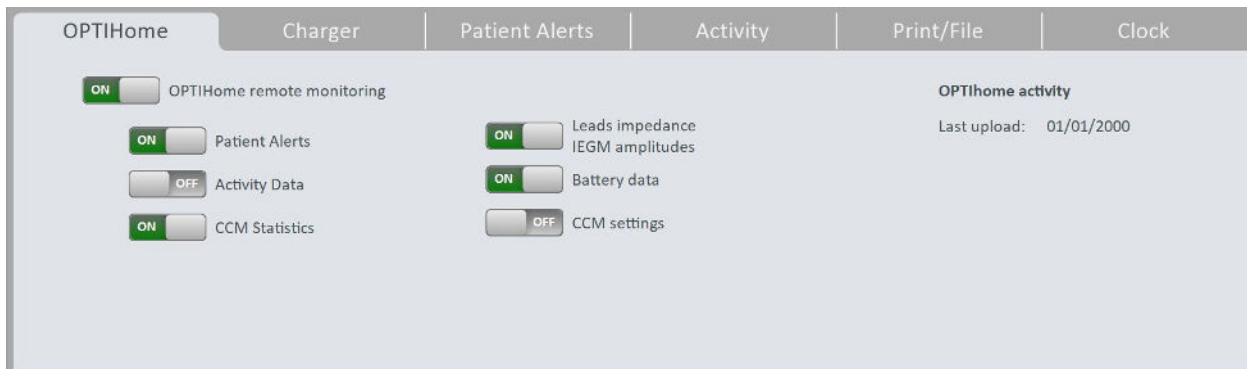 OPTIHome Charger Patient Alerts Activity Print/File Clock
ON OPTIHome remote monitoring
OPTIhome activity
ON Patient Alerts
ON Leads impedance
IEGM amplitudes
Last upload: 01/01/2000
OFF Activity Data
ON Battery data
ON CCM Statistics
OFF CCM settings